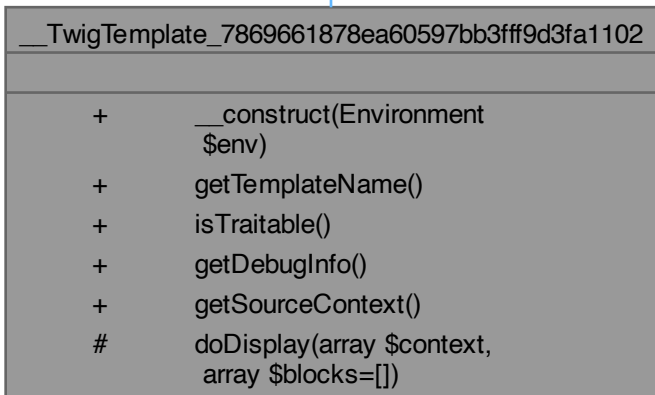 __TwigTemplate_7869661878ea60597bb3fff9d3fa1102
+ __construct(Environment
$env)
+ getTemplateName()
+ isTraitable()
+ getDebugInfo()
+ getSourceContext()
# doDisplay(array $context,
array $blocks=[])